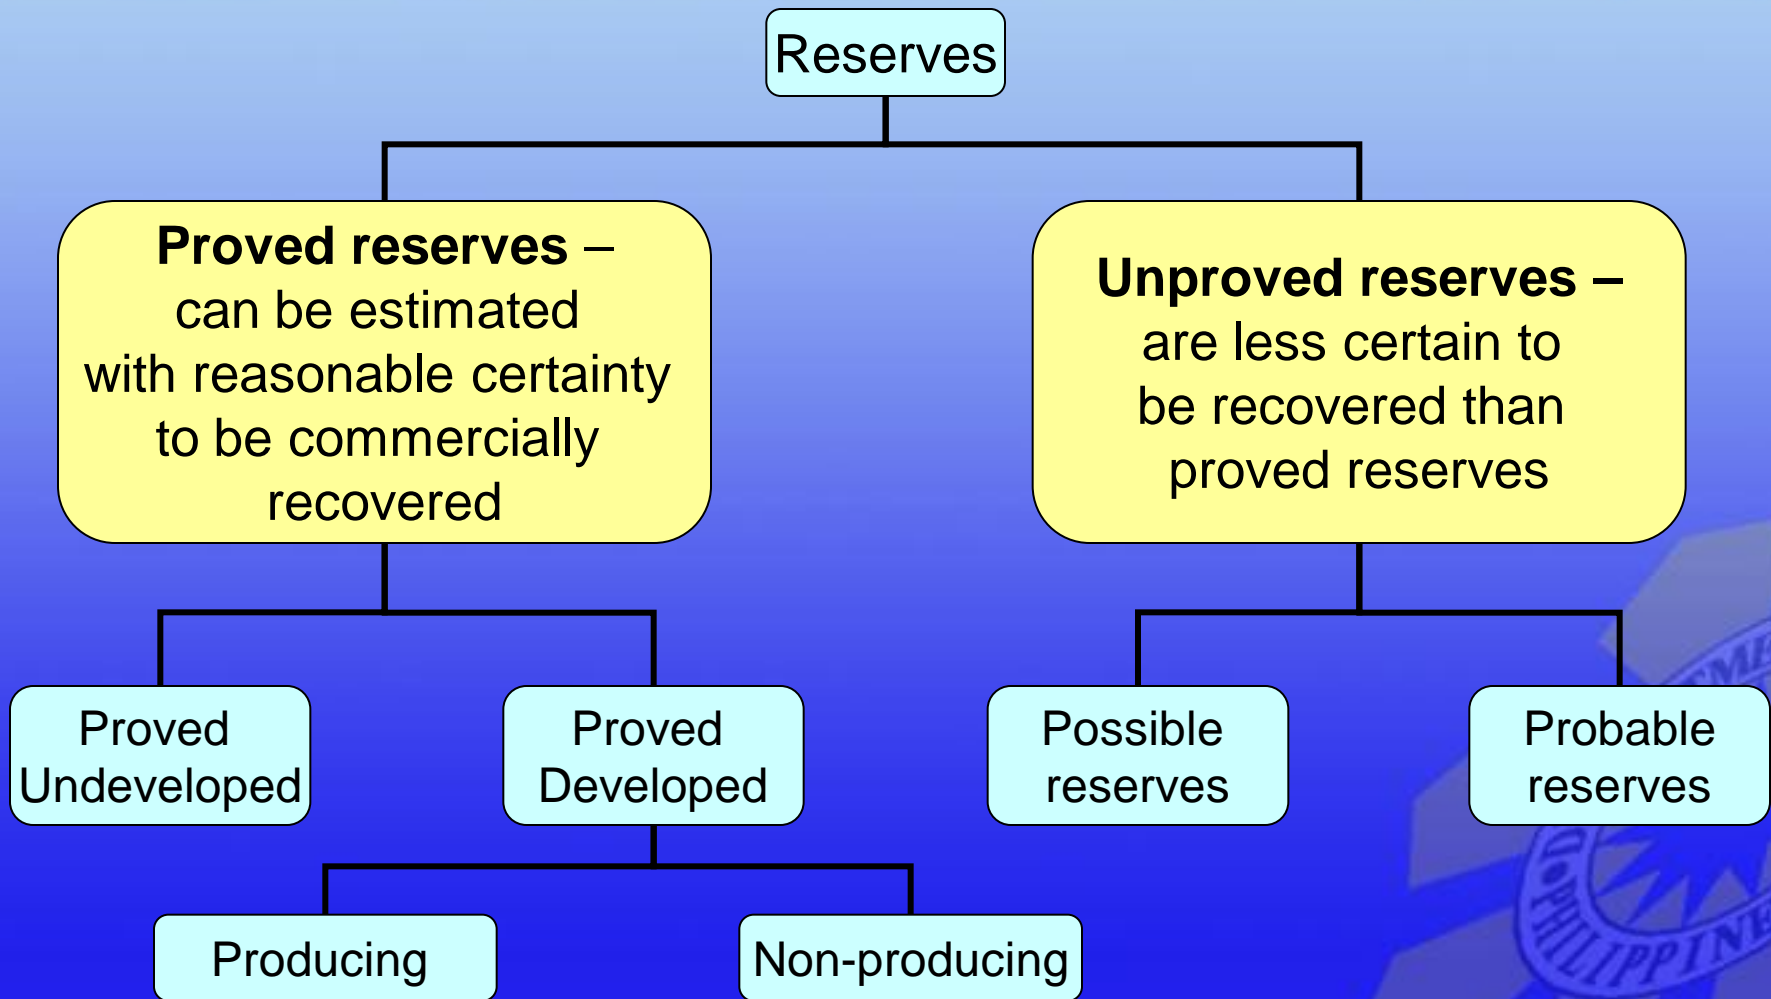 Reserves
Proved reserves –
can be estimated
with reasonable certainty
to be commercially
recovered
Unproved reserves –
are less certain to
be recovered than
proved reserves
Proved
Undeveloped
Proved
Developed
Possible
reserves
Probable
reserves
Producing
Non-producing